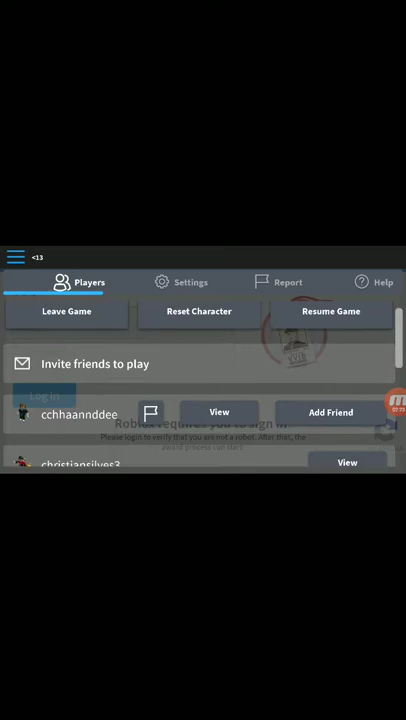 <13
Players
Settings
Report
Help
Leave Game
Reset Character
Resume Game
Invite friends to play
Log in
cchhaannddee
View
Add Friend
Roblox requires you to sign in
Please login to verify that you are not a robot. After that, the
award process can start.
christiansilves3
View